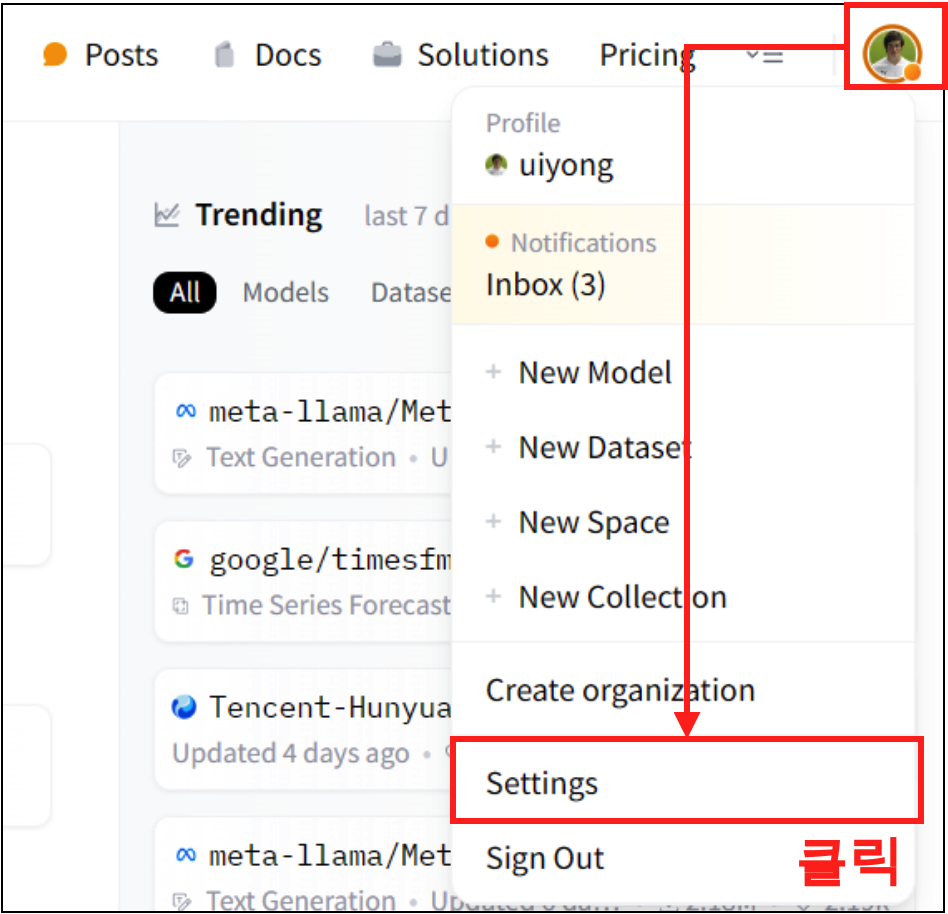 Posts Docs Solutions Pricing
Profile
uiyong
Trending last 7 d
Notifications
Inbox (3)
All Models Datase
New Model
meta-llama/Met
Text Generation • U
New Dataset
New Space
google/timesfm
Time Series Forecast
New Collection
Create organization
Tencent-Hunyua
Updated 4 days ago •
Settings
Sign Out
클릭
meta-llama/Met
Text Generation •